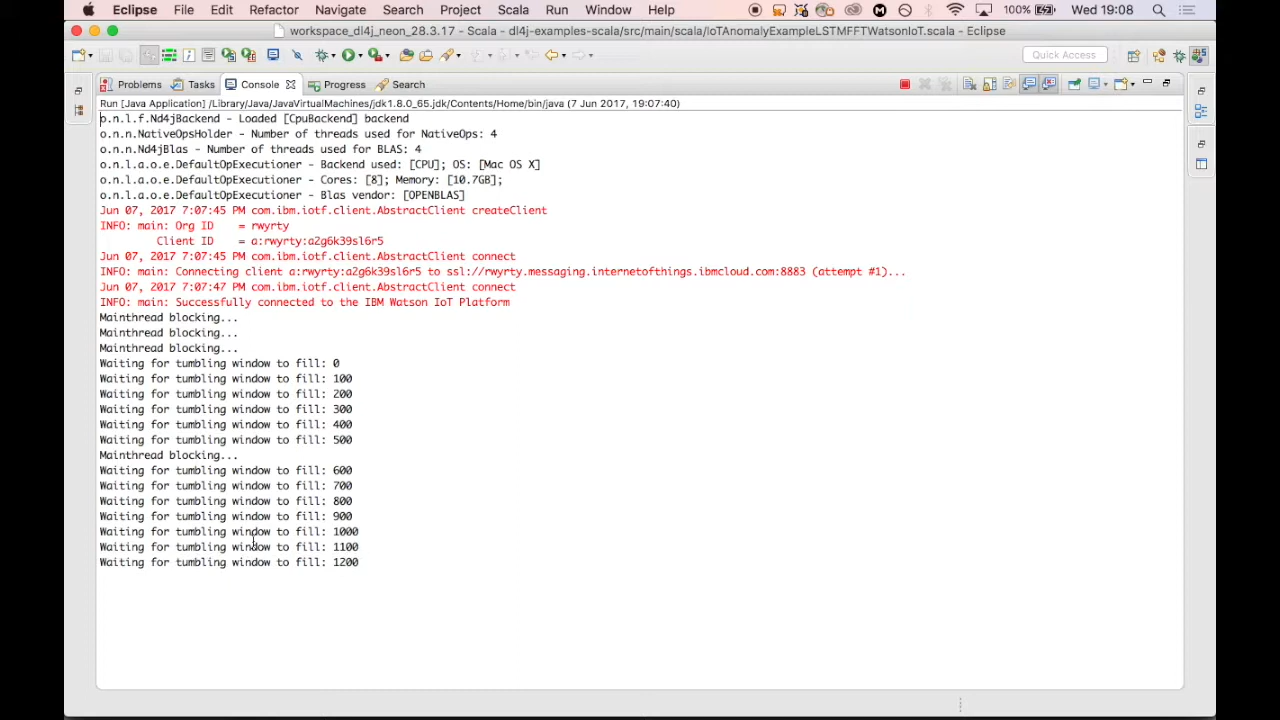 Eclipse File Edit Refactor Navigate Search Project Scala Run Window Help 100% Wed 19:08
workspace_dl4j_neon_28.3.17 - Scala - dl4j-examples-scala/src/main/scala/IoTAnomalyExampleLSTMFFTWatsonIoT.scala - Eclipse
Quick Access
Problems Tasks Console Progress Search
Run [Java Application] /Library/Java/JavaVirtualMachines/jdk1.8.0_65.jdk/Contents/Home/bin/java (7 Jun 2017, 19:07:40)
o.n.l.f.Nd4jBackend - Loaded [CpuBackend] backend
o.n.n.NativeOpsHolder - Number of threads used for NativeOps: 4
o.n.n.Nd4jBlas - Number of threads used for BLAS: 4
o.n.l.a.o.e.DefaultOpExecutioner - Backend used: [CPU]; OS: [Mac OS X]
o.n.l.a.o.e.DefaultOpExecutioner - Cores: [8]; Memory: [10.7GB];
o.n.l.a.o.e.DefaultOpExecutioner - Blas vendor: [OPENBLAS]
Jun 07, 2017 7:07:45 PM com.ibm.iotf.client.AbstractClient createClient
INFO: main: Org ID = rwyrty
Client ID = a:rwyrty:a2g6k39sl6r5
Jun 07, 2017 7:07:45 PM com.ibm.iotf.client.AbstractClient connect
INFO: main: Connecting client a:rwyrty:a2g6k39sl6r5 to ssl://rwyrty.messaging.internetofthings.ibmcloud.com:8883 (attempt #1)...
Jun 07, 2017 7:07:47 PM com.ibm.iotf.client.AbstractClient connect
INFO: main: Successfully connected to the IBM Watson IoT Platform
Mainthread blocking...
Mainthread blocking...
Mainthread blocking...
Waiting for tumbling window to fill: 0
Waiting for tumbling window to fill: 100
Waiting for tumbling window to fill: 200
Waiting for tumbling window to fill: 300
Waiting for tumbling window to fill: 400
Waiting for tumbling window to fill: 500
Mainthread blocking...
Waiting for tumbling window to fill: 600
Waiting for tumbling window to fill: 700
Waiting for tumbling window to fill: 800
Waiting for tumbling window to fill: 900
Waiting for tumbling window to fill: 1000
Waiting for tumbling window to fill: 1100
Waiting for tumbling window to fill: 1200